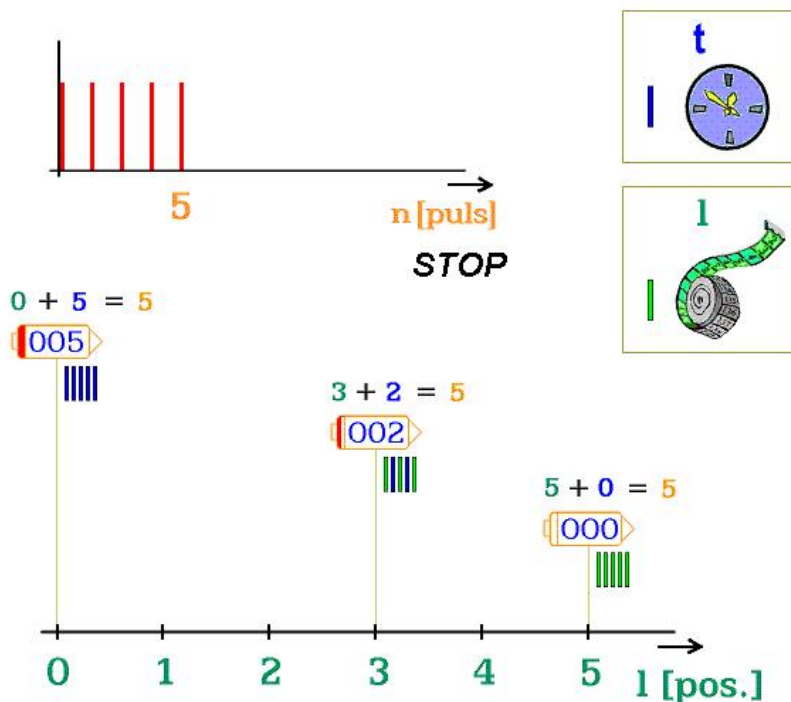 t
5
n [puls]
l
STOP
0 + 5 = 5
005
3 + 2 = 5
002
5 + 0 = 5
000
0 1 2 3 4 5
l [pos.]